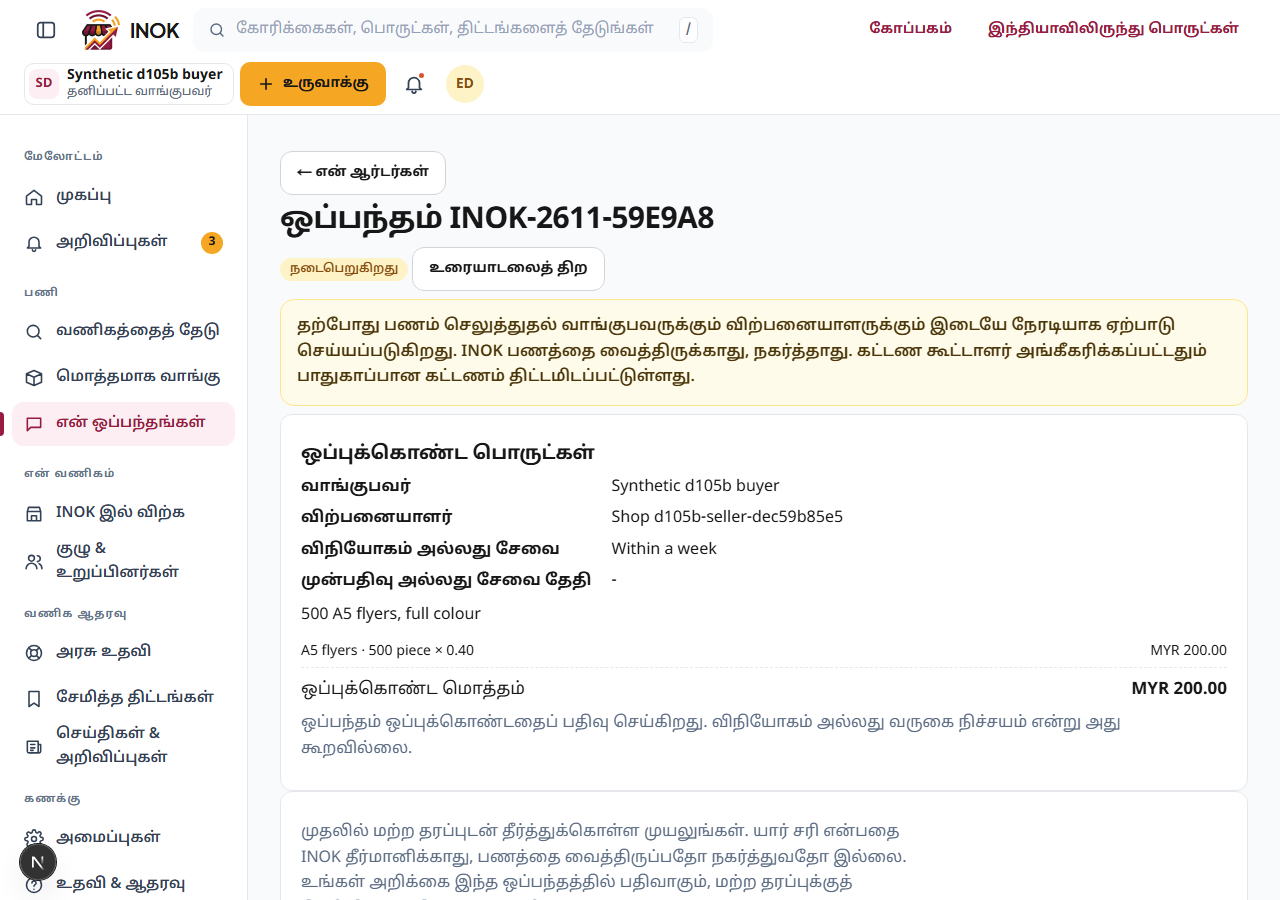 INOK
கோரிக்கைகள், பொருட்கள், திட்டங்களைத் தேடுங்கள்
/
கோப்பகம்
இந்தியாவிலிருந்து பொருட்கள்
SD
Synthetic d105b buyer
தனிப்பட்ட வாங்குபவர்
+ உருவாக்கு
ED
மேலோட்டம்
முகப்பு
அறிவிப்புகள்
3
பணி
வணிகத்தைத் தேடு
மொத்தமாக வாங்கு
என் ஒப்பந்தங்கள்
என் வணிகம்
INOK இல் விற்க
குழு &
உறுப்பினர்கள்
வணிக ஆதரவு
அரசு உதவி
சேமித்த திட்டங்கள்
செய்திகள் &
அறிவிப்புகள்
கணக்கு
அமைப்புகள்
N
உதவி & ஆதரவு
← என் ஆர்டர்கள்
ஒப்பந்தம் INOK-2611-59E9A8
நடைபெறுகிறது
உரையாடலைத் திற
தற்போது பணம் செலுத்துதல் வாங்குபவருக்கும் விற்பனையாளருக்கும் இடையே நேரடியாக ஏற்பாடு
செய்யப்படுகிறது. INOK பணத்தை வைத்திருக்காது, நகர்த்தாது. கட்டண கூட்டாளர் அங்கீகரிக்கப்பட்டதும்
பாதுகாப்பான கட்டணம் திட்டமிடப்பட்டுள்ளது.
ஒப்புக்கொண்ட பொருட்கள்
வாங்குபவர் Synthetic d105b buyer
விற்பனையாளர் Shop d105b-seller-dec59b85e5
விநியோகம் அல்லது சேவை Within a week
முன்பதிவு அல்லது சேவை தேதி -
500 A5 flyers, full colour
A5 flyers · 500 piece × 0.40 MYR 200.00
ஒப்புக்கொண்ட மொத்தம் MYR 200.00
ஒப்பந்தம் ஒப்புக்கொண்டதைப் பதிவு செய்கிறது. விநியோகம் அல்லது வருகை நிச்சயம் என்று அது
கூறவில்லை.
முதலில் மற்ற தரப்புடன் தீர்த்துக்கொள்ள முயலுங்கள். யார் சரி என்பதை
INOK தீர்மானிக்காது, பணத்தை வைத்திருப்பதோ நகர்த்துவதோ இல்லை.
உங்கள் அறிக்கை இந்த ஒப்பந்தத்தில் பதிவாகும், மற்ற தரப்புக்குத்